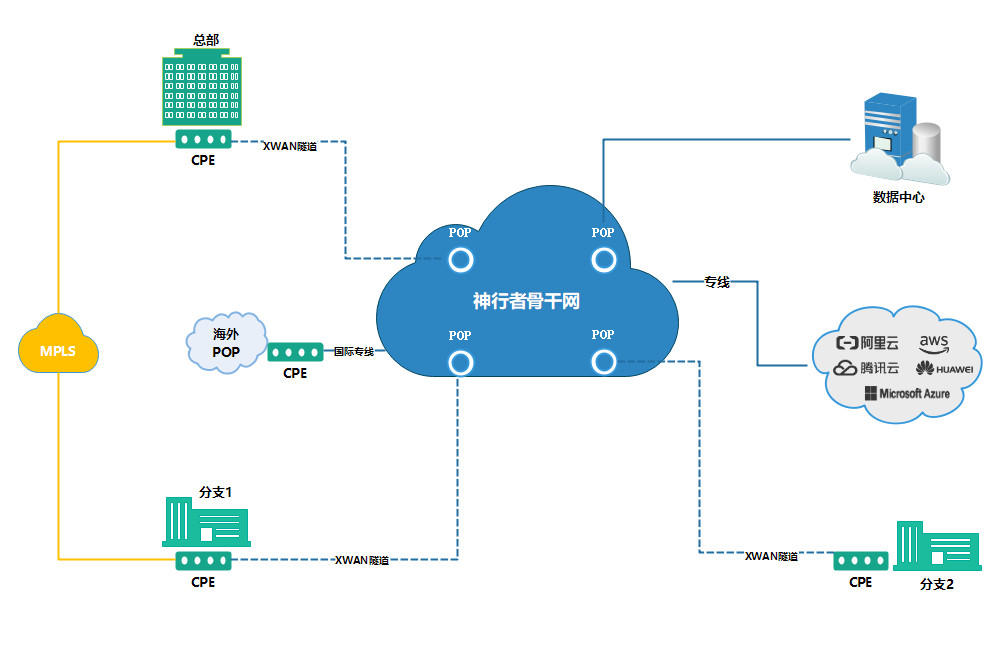 总部
CPE
XWAN隧道
数据中心
POP
POP
神行者骨干网
专线
MPLS
海外
POP
CPE
国际专线
POP
POP
阿里云
aws
腾讯云
HUAWEI
Microsoft Azure
分支1
CPE
XWAN隧道
XWAN隧道
CPE
分支2